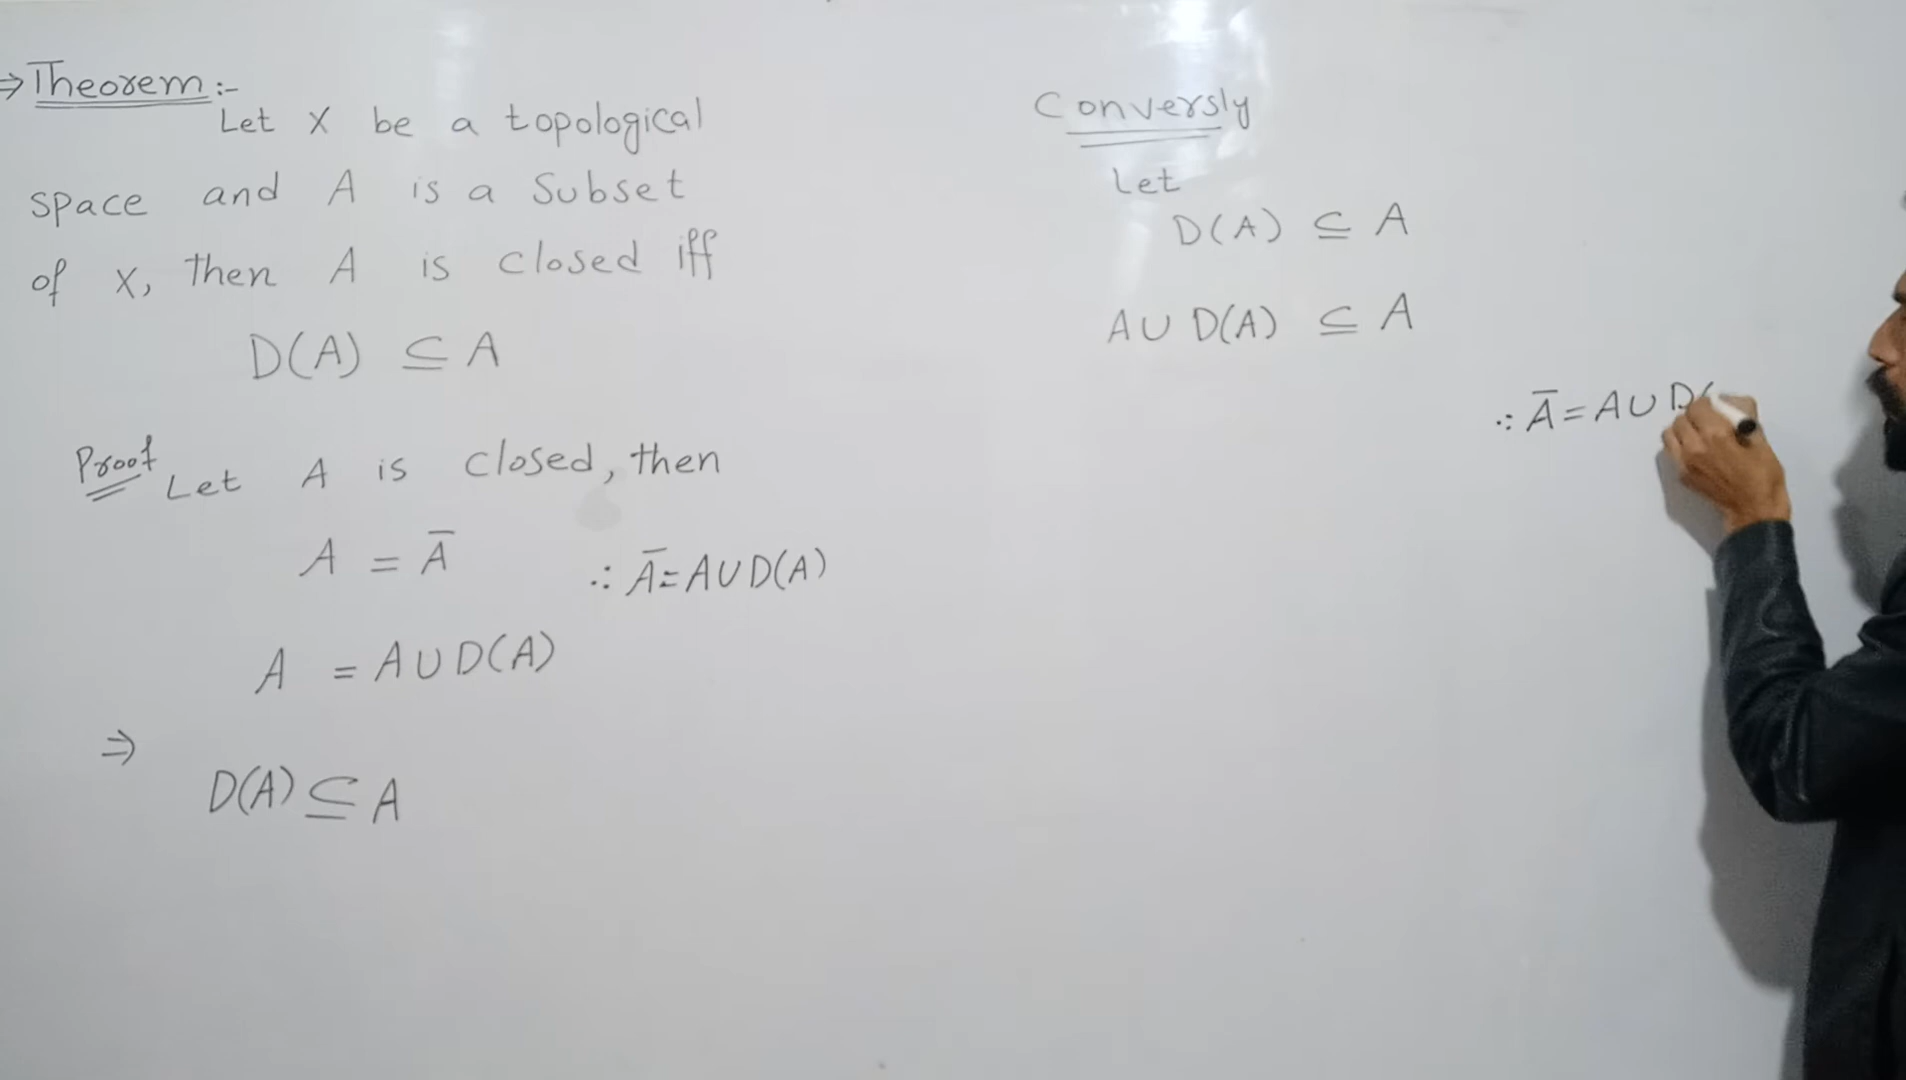 ⇒ Theorem :-
Let X be a topological
space and A is a Subset
of X, then A is closed iff
D(A) ⊆ A
Proof
Let A is closed, then
A = A̅ ∴ A̅ = A ∪ D(A)
A = A ∪ D(A)
⇒
D(A) ⊆ A
Conversly
Let
D(A) ⊆ A
A ∪ D(A) ⊆ A
∵ A̅ = A ∪ D(